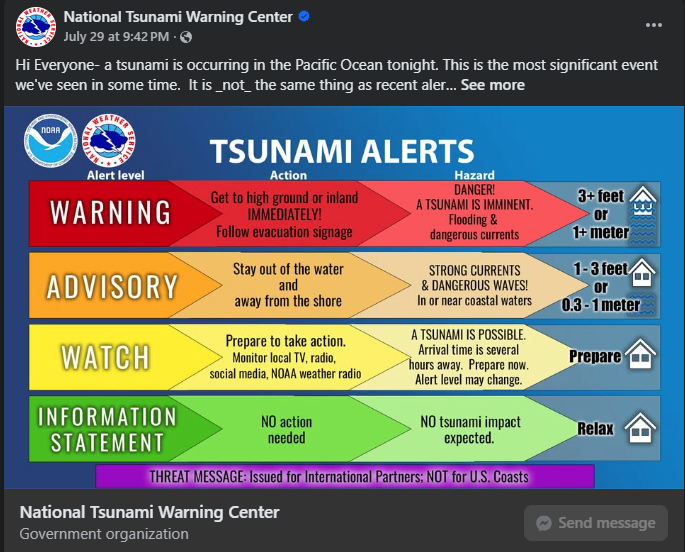 National Tsunami Warning Center
July 29 at 9:42 PM ·
Hi Everyone- a tsunami is occurring in the Pacific Ocean tonight. This is the most significant event
we've seen in some time.  It is _not_ the same thing as recent aler... See more
NOAA
NATIONAL WEATHER SERVICE
TSUNAMI ALERTS
Alert level
Action
Hazard
WARNING
Get to high ground or inland
IMMEDIATELY!
Follow evacuation signage
DANGER!
A TSUNAMI IS IMMINENT.
Flooding &
dangerous currents
3+ feet
or
1+ meter
ADVISORY
Stay out of the water
and
away from the shore
STRONG CURRENTS
& DANGEROUS WAVES!
In or near coastal waters
1 - 3 feet
or
0.3 - 1 meter
WATCH
Prepare to take action.
Monitor local TV, radio,
social media, NOAA weather radio
A TSUNAMI IS POSSIBLE.
Arrival time is several
hours away.  Prepare now.
Alert level may change.
Prepare
INFORMATION
STATEMENT
NO action
needed
NO tsunami impact
expected.
Relax
THREAT MESSAGE: Issued for International Partners; NOT for U.S. Coasts
National Tsunami Warning Center
Government organization
Send message